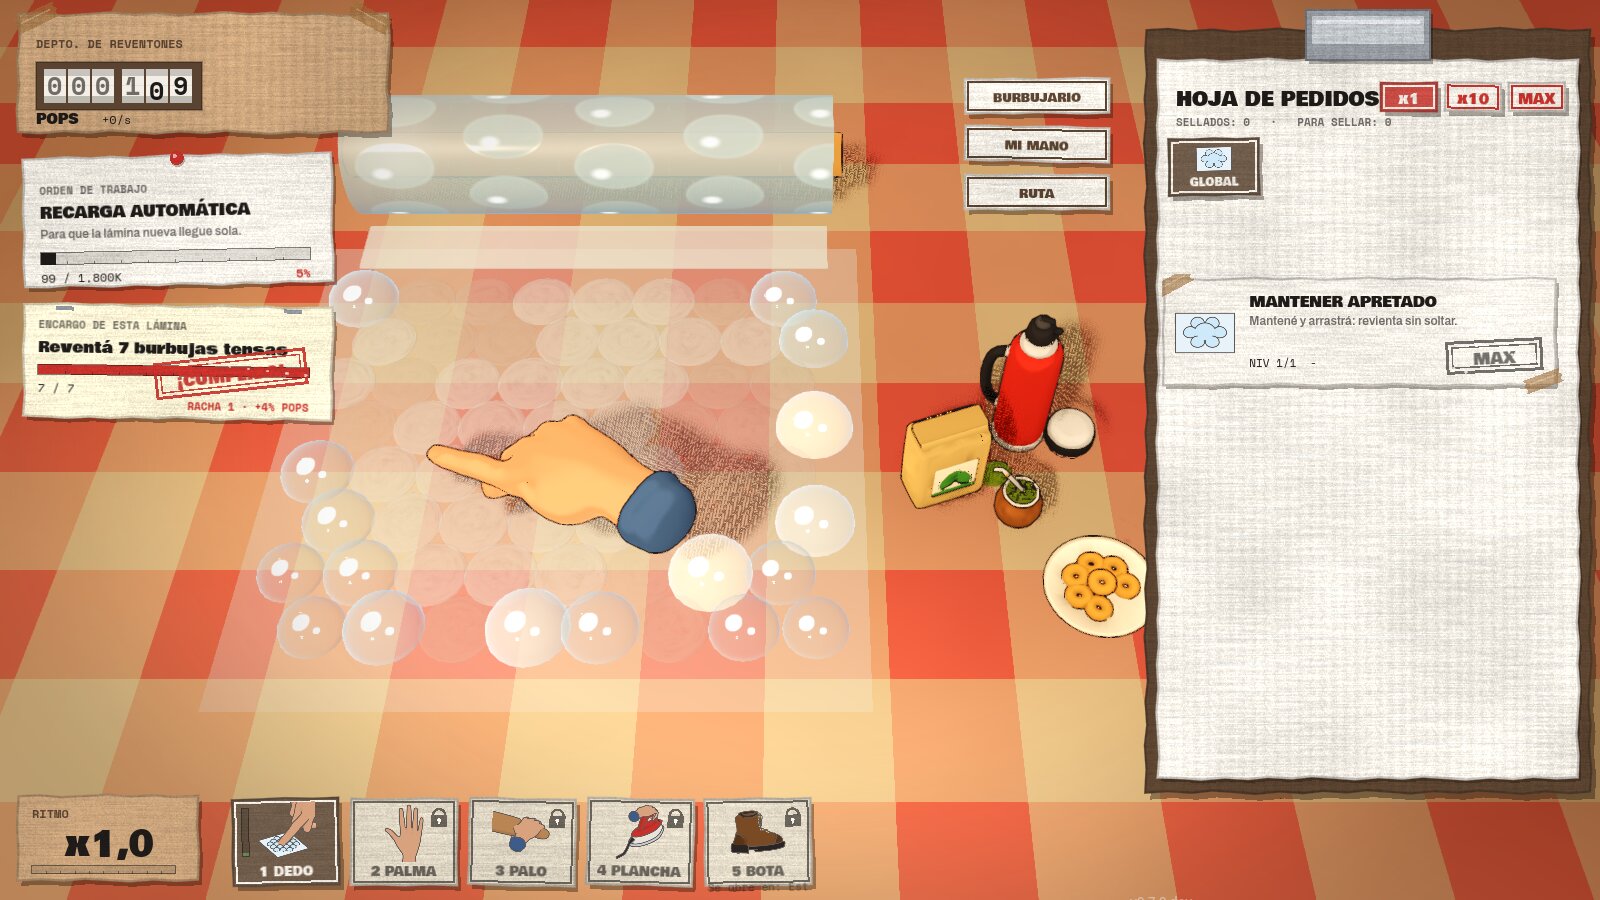 DEPTO. DE REVENTONES
000109
POPS +0/s
ORDEN DE TRABAJO
RECARGA AUTOMÁTICA
Para que la lámina nueva llegue sola.
99 / 1.800K 5%
ENCARGO DE ESTA LÁMINA
Reventá 7 burbujas tensas
7 / 7
RACHA 1 · +4% POPS
BURBUJARIO
MI MANO
RUTA
HOJA DE PEDIDOS x1 x10 MAX
SELLADOS: 0 · PARA SELLAR: 0
GLOBAL
MANTENER APRETADO
Mantené y arrastrá: revienta sin soltar.
NIV 1/1 -
MAX
RITMO
x1,0
1 DEDO
2 PALMA
3 PALO
4 PLANCHA
5 BOTA